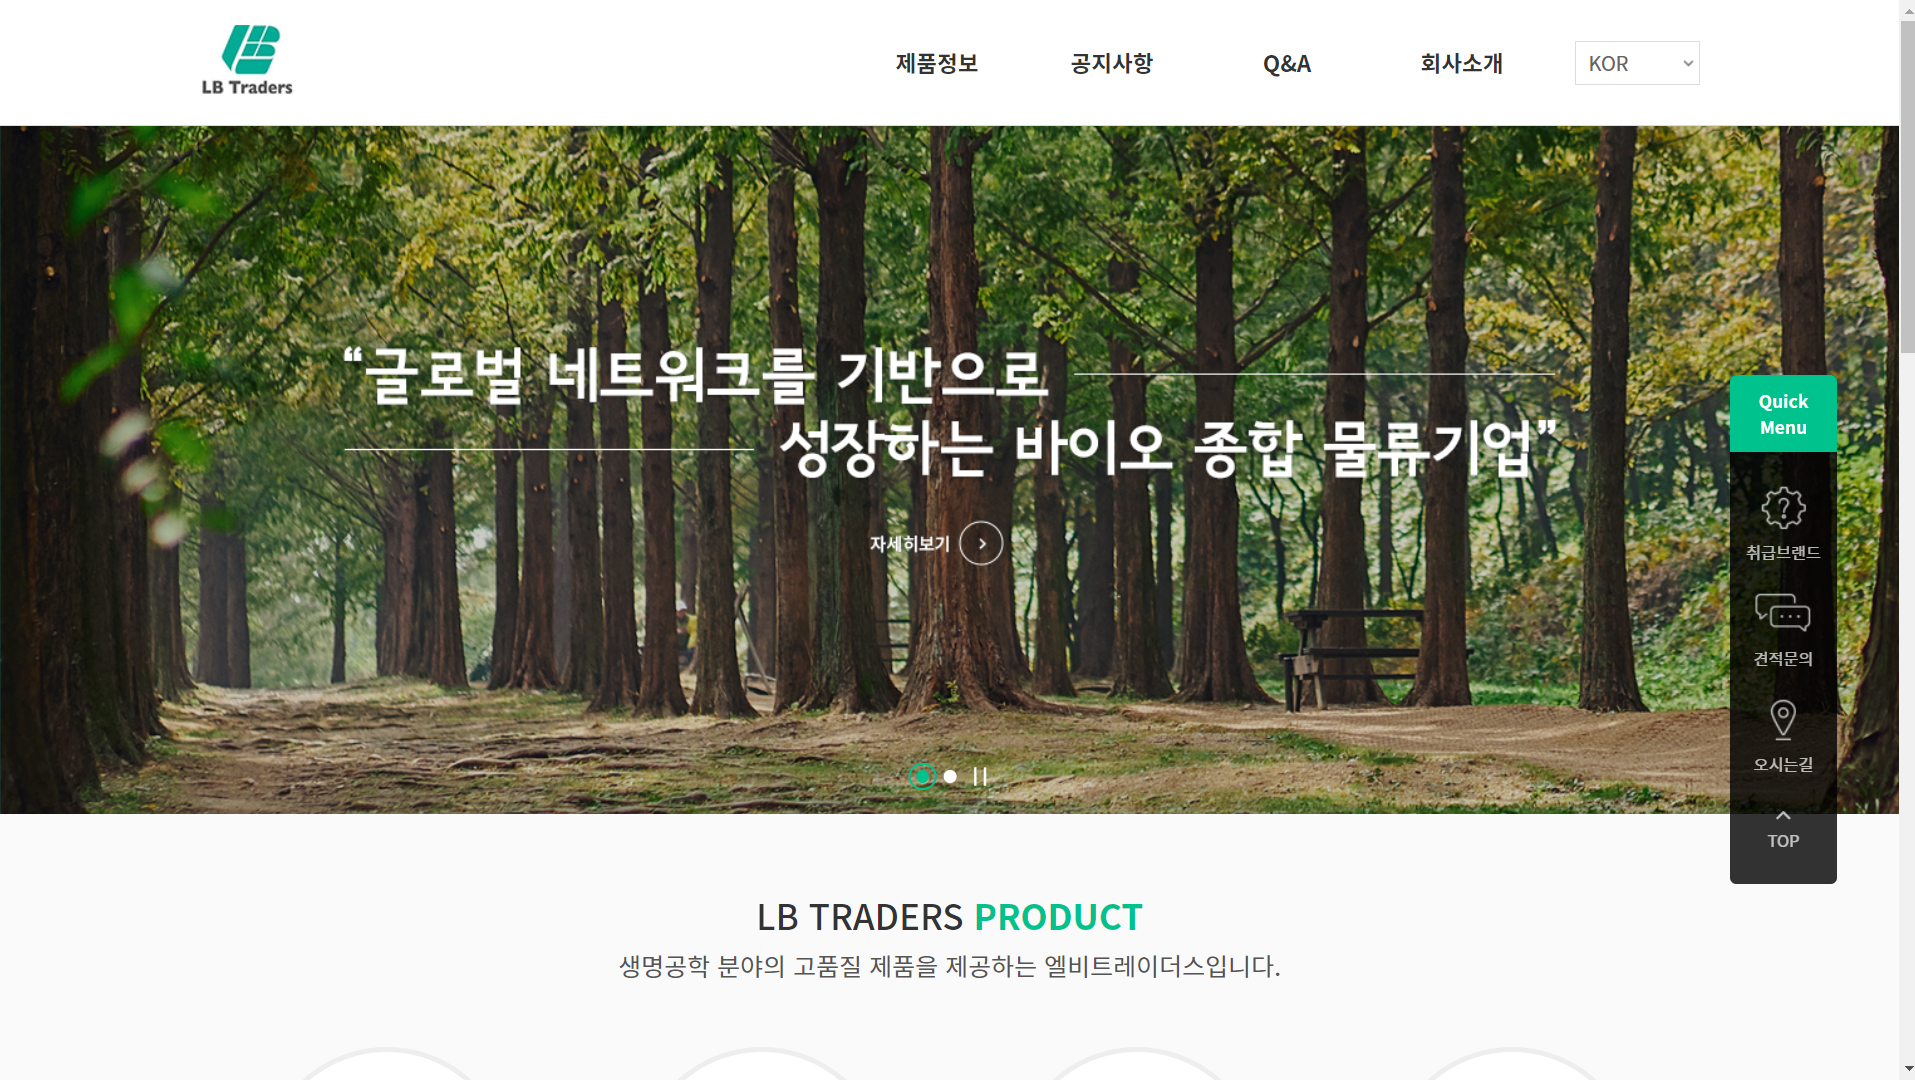 LB Traders
제품정보
공지사항
Q&A
회사소개
KOR
“글로벌 네트워크를 기반으로
성장하는 바이오 종합 물류기업”
자세히보기
Quick
Menu
취급브랜드
견적문의
오시는길
TOP
LB TRADERS PRODUCT
생명공학 분야의 고품질 제품을 제공하는 엘비트레이더스입니다.